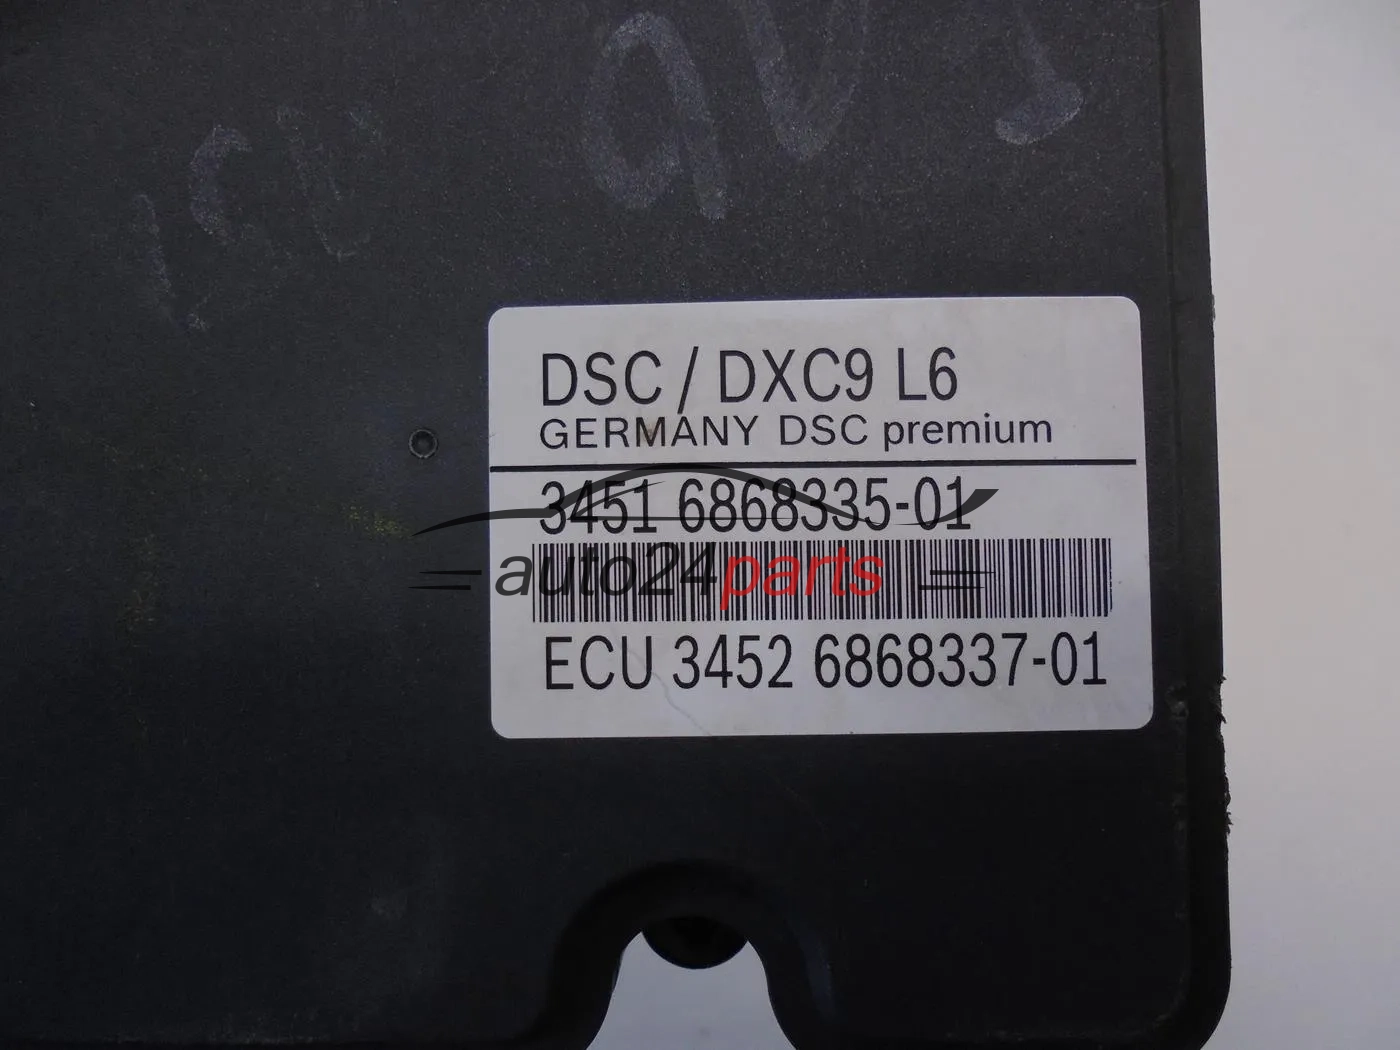 DSC / DXC9 L6
GERMANY DSC premium
3451 6868335-01
auto24parts
ECU 3452 6868337-01